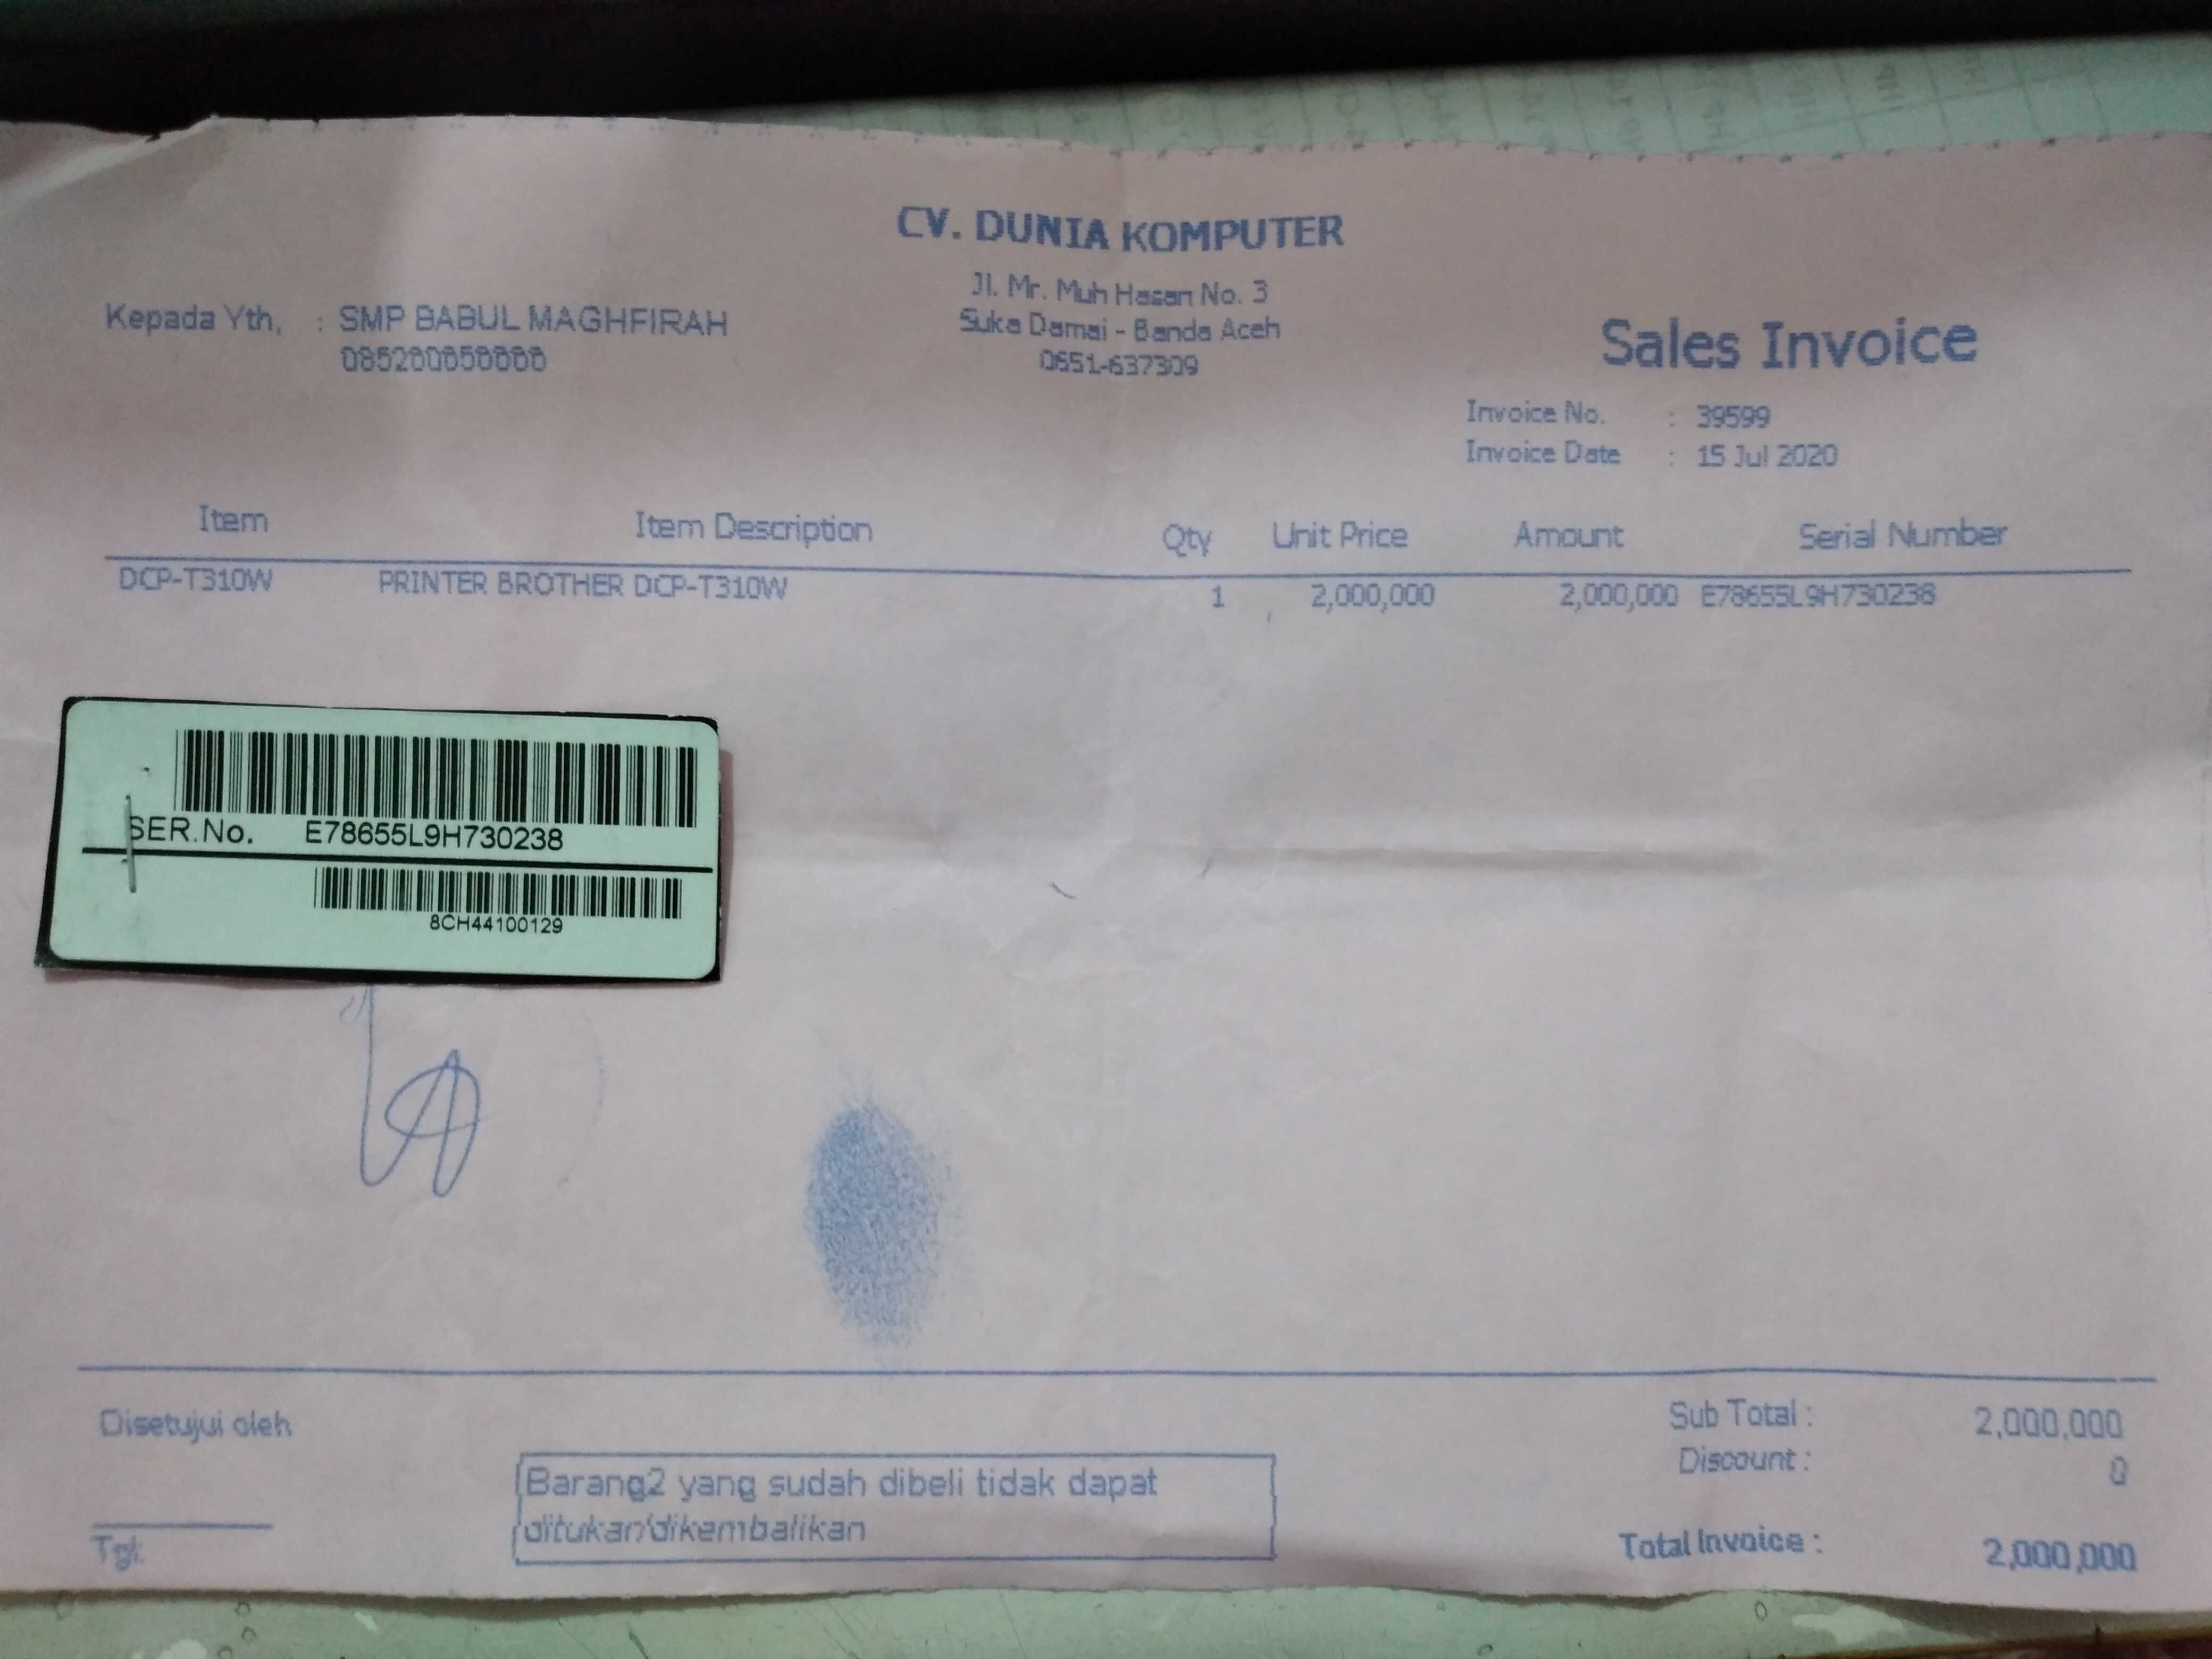 CV. DUNIA KOMPUTER
Jl. Mr. Muh Hasan No. 3
Suka Damai - Banda Aceh
0651-637309
Kepada Yth, : SMP BABUL MAGHFIRAH
Sales Invoice
Invoice No. : 39599
Invoice Date : 15 Jul 2020
Item Item Description Qty Unit Price Amount Serial Number
DCP-T310W PRINTER BROTHER DCP-T310W 1 2,000,000 2,000,000 E78655L9H730238
SER.No. E78655L9H730238
8CH44100129
Disetujui oleh
Tgl.
Barang2 yang sudah dibeli tidak dapat
ditukar/dikembalikan
Sub Total : 2,000,000
Discount : 0
Total Invoice : 2,000,000